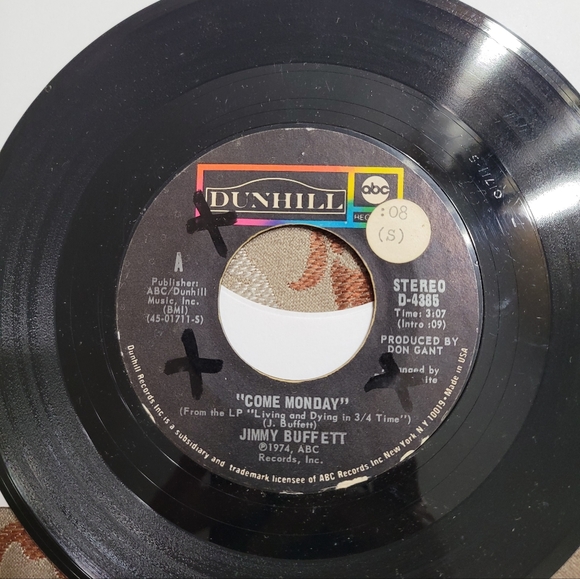 DUNHILL
abc
REC
:08
(S)
A
Publisher:
ABC/Dunhill
Music, Inc.
(BMI)
(45-01711-S)
STEREO
D-4385
Time: 3:07
(Intro :09)
PRODUCED BY
DON GANT
"COME MONDAY"
(From the LP "Living and Dying in 3/4 Time")
(J. Buffett)
JIMMY BUFFETT
℗1974, ABC
Records, Inc.
Dunhill Records Inc is a subsidiary and trademark licensee of ABC Records Inc New York N Y 10019 • Made in USA